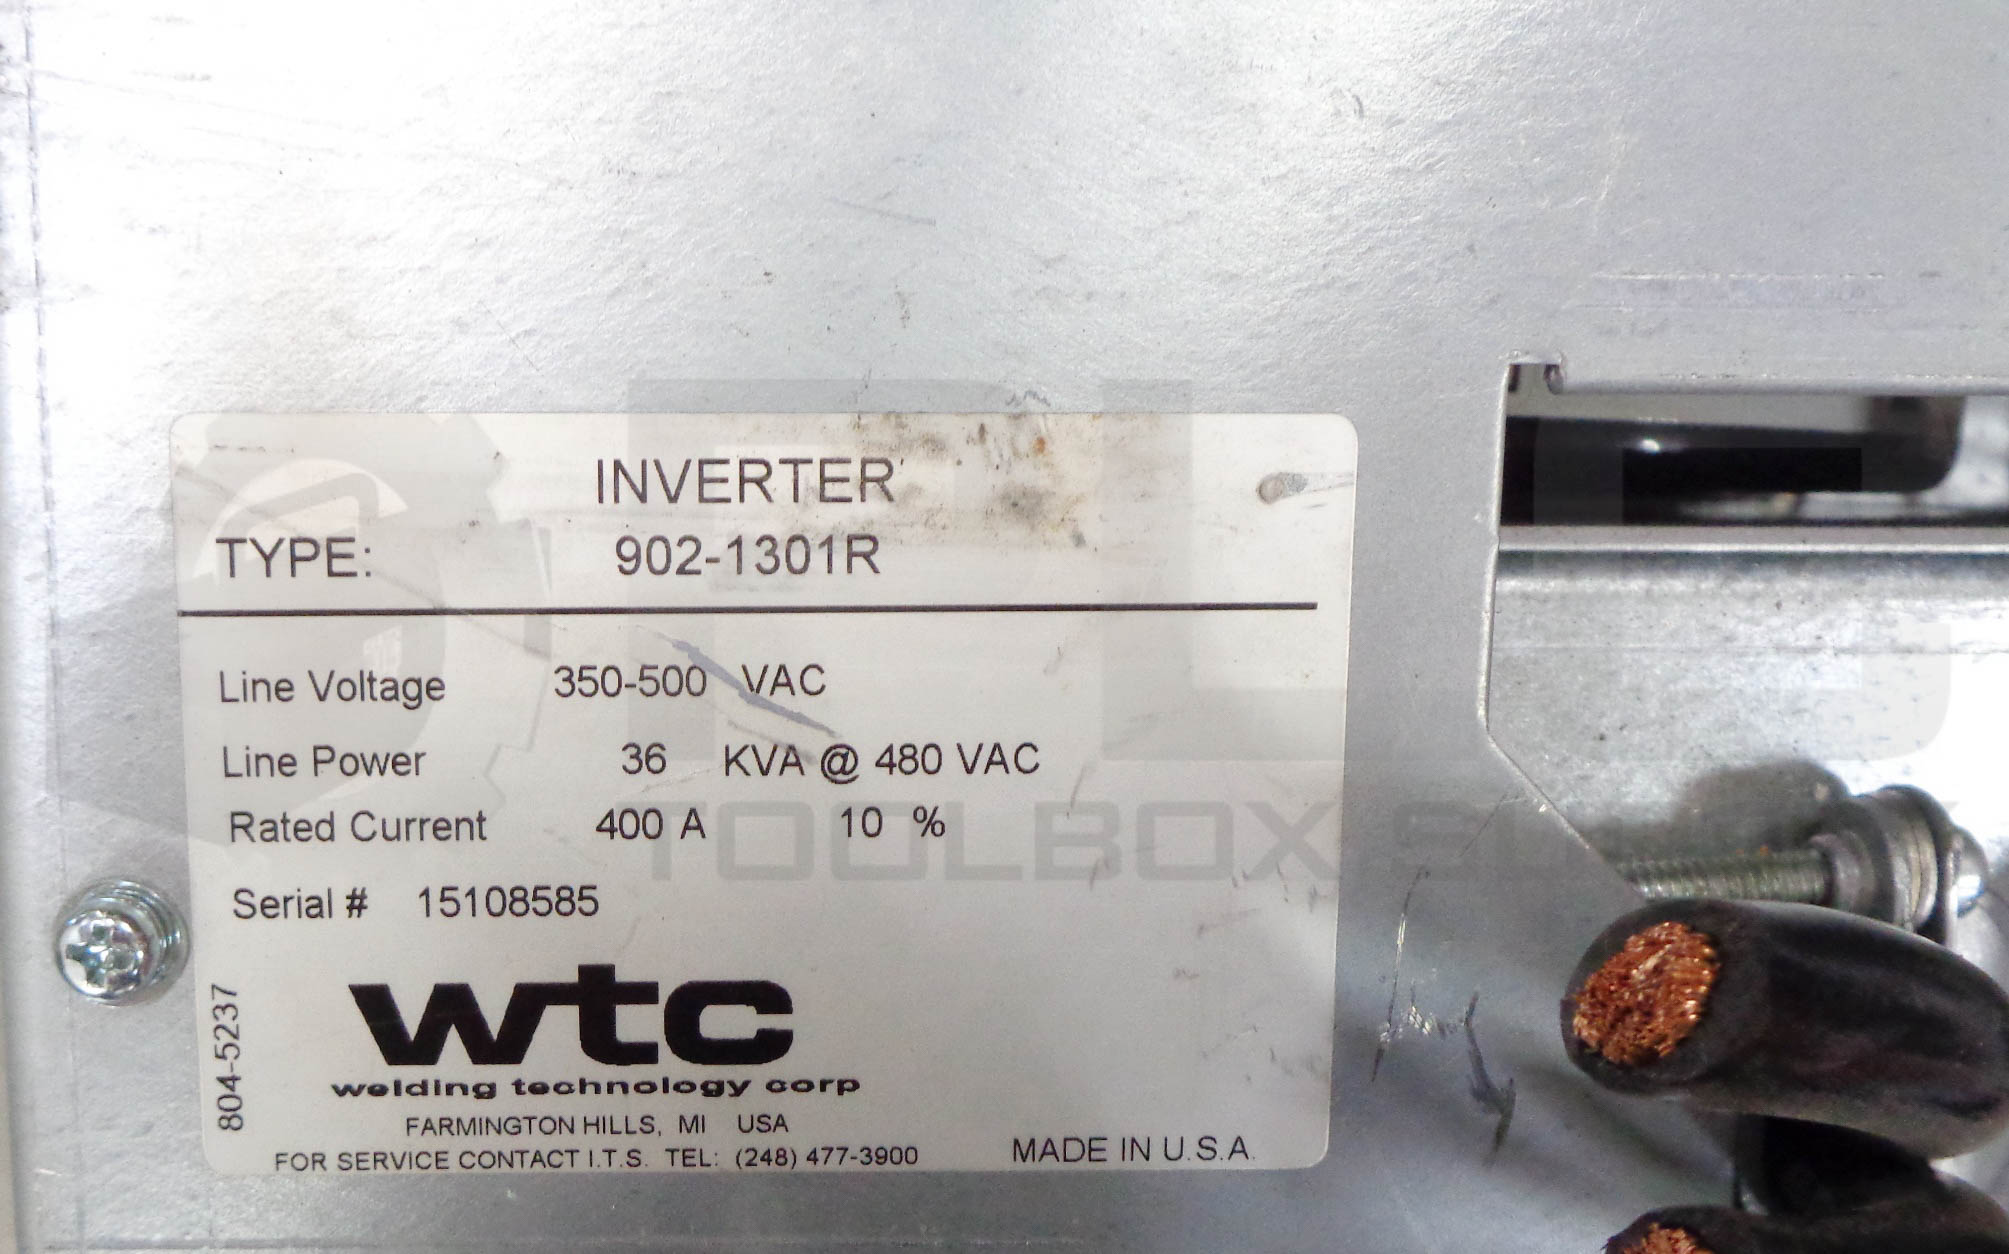 INVERTER
TYPE: 902-1301R
Line Voltage 350-500 VAC
Line Power 36 KVA @ 480 VAC
Rated Current 400 A 10 %
Serial # 15108585
804-5237
wtc
welding technology corp
FARMINGTON HILLS, MI USA
FOR SERVICE CONTACT I.T.S. TEL: (248) 477-3900
MADE IN U.S.A.
PLC
TOOLBOX